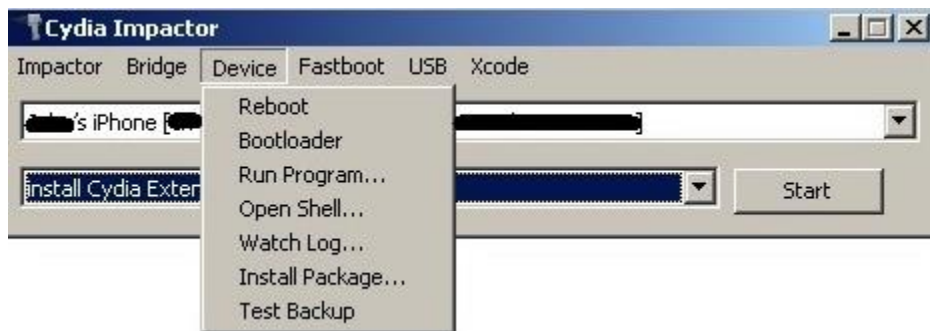 Cydia Impactor
Impactor Bridge Device Fastboot USB Xcode
's iPhone [ ]
Reboot
Bootloader
install Cydia Exter
Run Program...
Start
Open Shell...
Watch Log...
Install Package...
Test Backup